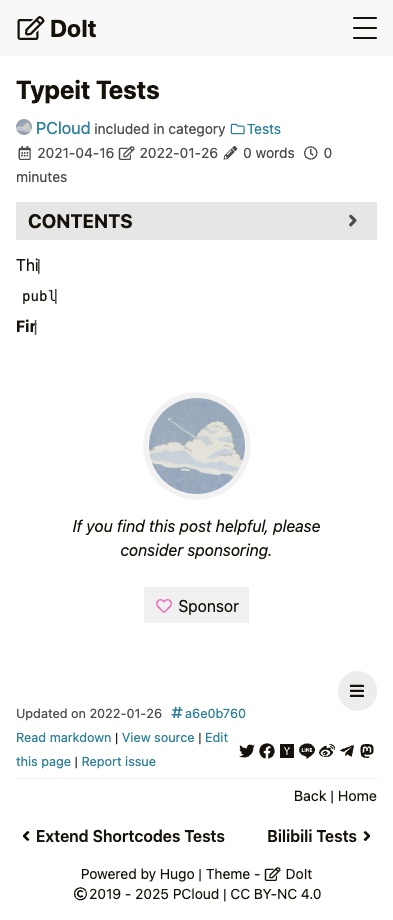 DoIt
Typeit Tests
PCloud included in category Tests
2021-04-16 2022-01-26 0 words 0
minutes
CONTENTS
Thi
publ
Fir
If you find this post helpful, please
consider sponsoring.
Sponsor
Updated on 2022-01-26 #a6e0b760
Read markdown | View source | Edit
this page | Report issue
Back | Home
Extend Shortcodes Tests Bilibili Tests
Powered by Hugo | Theme - DoIt
©2019 - 2025 PCloud | CC BY-NC 4.0